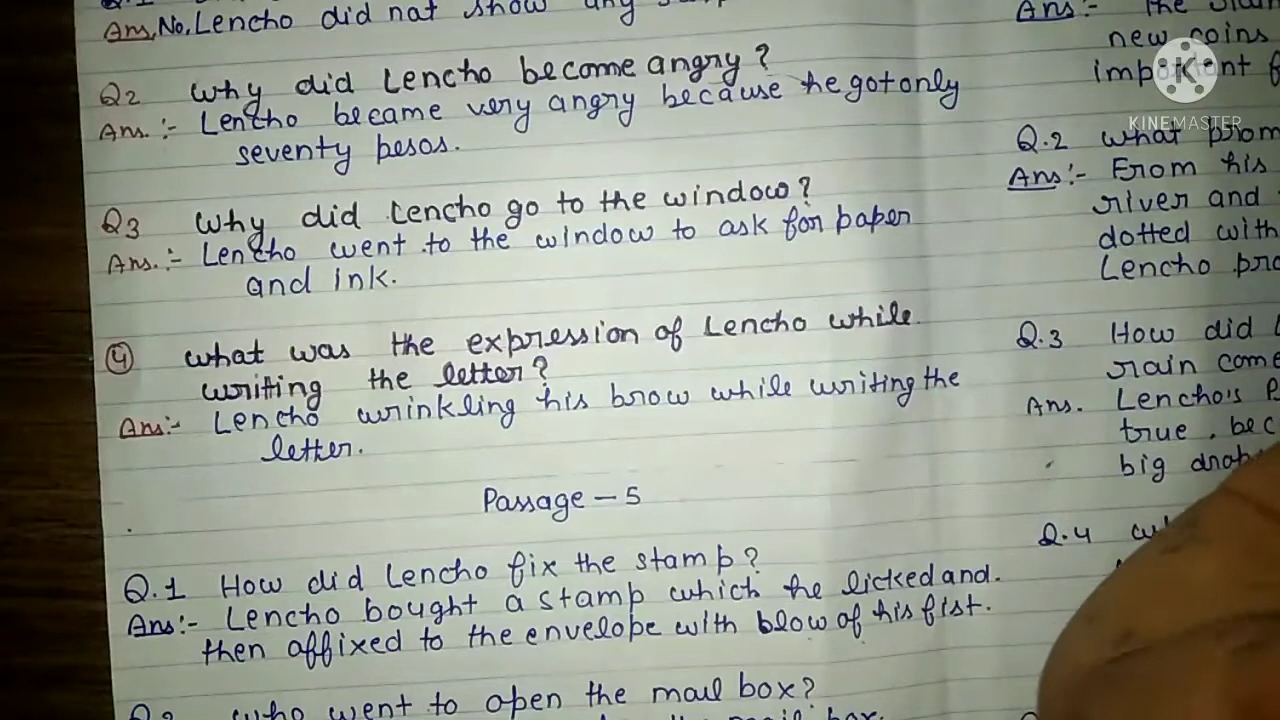 Ans, No, Lencho did not show any
Q2 Why did Lencho become angry?
Ans.:- Lencho became very angry because he got only
seventy pesos.
Q3 Why did Lencho go to the window?
Ans.:- Lencho went to the window to ask for paper
and ink.
④ What was the expression of Lencho while
writing the letter?
Ans:- Lencho wrinkling his brow while writing the
letter.
Passage - 5
Q.1 How did Lencho fix the stamp?
Ans:- Lencho bought a stamp which he licked and.
then affixed to the envelope with blow of his fist.
Who went to open the mail box?
Ans:- The
new coins
important
Q.2 What prom
Ans:- From his
river and
dotted with
Lencho pro
Q.3 How did
rain come
Ans. Lencho's P
true, bec
big drop
Q.4
K
KINEMASTER